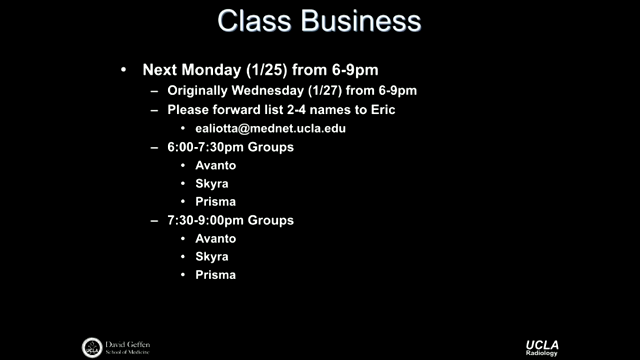 Class Business
• Next Monday (1/25) from 6-9pm
– Originally Wednesday (1/27) from 6-9pm
– Please forward list 2-4 names to Eric
• ealiotta@mednet.ucla.edu
– 6:00-7:30pm Groups
• Avanto
• Skyra
• Prisma
– 7:30-9:00pm Groups
• Avanto
• Skyra
• Prisma
UCLA
David Geffen
School of Medicine
UCLA
Radiology